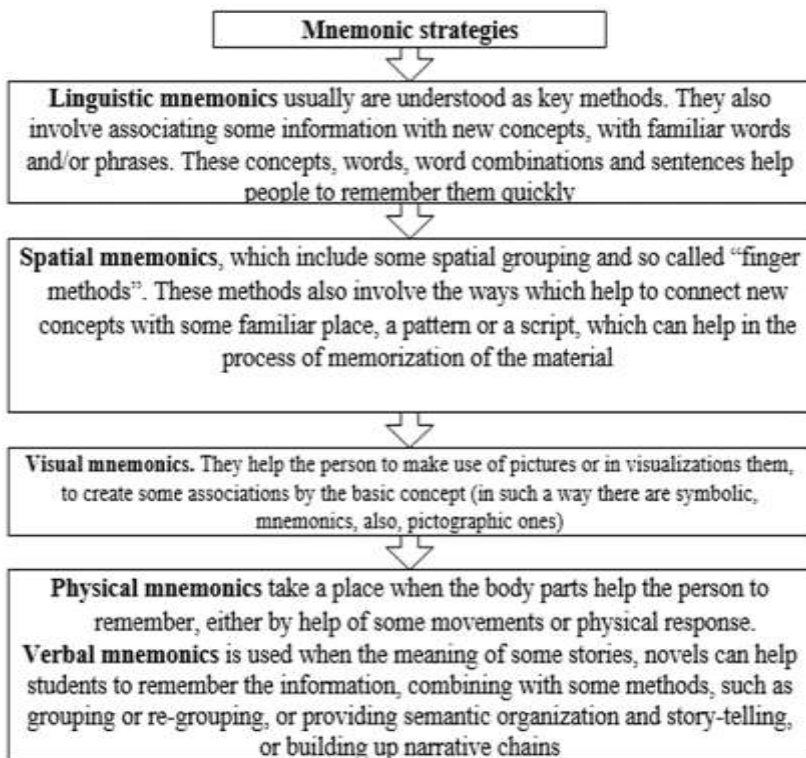 Mnemonic strategies
Linguistic mnemonics usually are understood as key methods. They also
involve associating some information with new concepts, with familiar words
and/or phrases. These concepts, words, word combinations and sentences help
people to remember them quickly
Spatial mnemonics, which include some spatial grouping and so called “finger
methods”. These methods also involve the ways which help to connect new
concepts with some familiar place, a pattern or a script, which can help in the
process of memorization of the material
Visual mnemonics. They help the person to make use of pictures or in visualizations them,
to create some associations by the basic concept (in such a way there are symbolic,
mnemonics, also, pictographic ones)
Physical mnemonics take a place when the body parts help the person to
remember, either by help of some movements or physical response.
Verbal mnemonics is used when the meaning of some stories, novels can help
students to remember the information, combining with some methods, such as
grouping or re-grouping, or providing semantic organization and story-telling,
or building up narrative chains